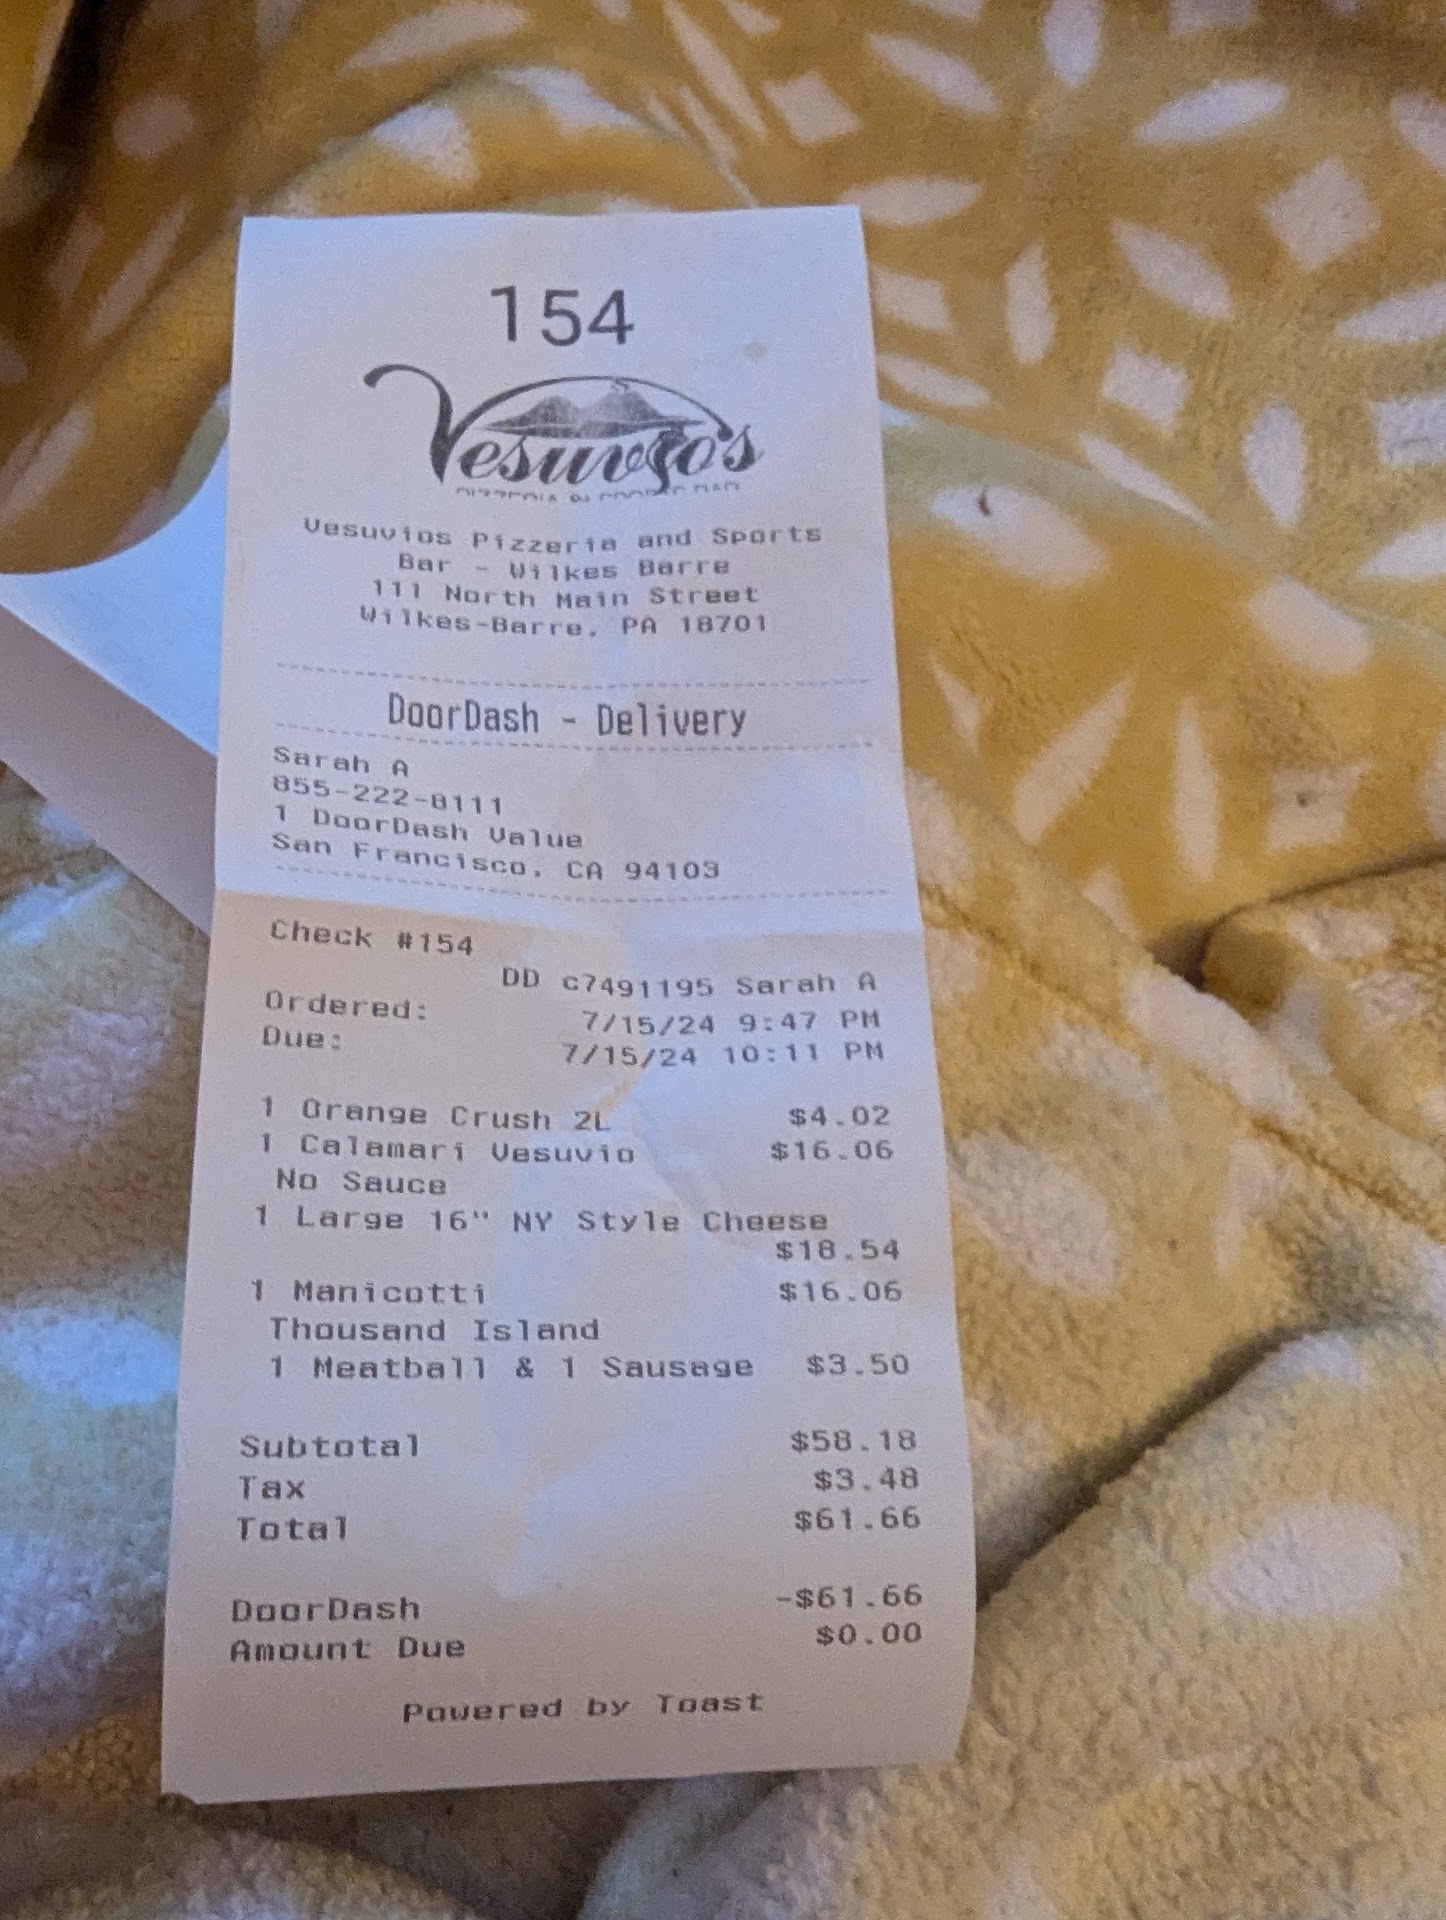 154
Vesuvio's
Vesuvios Pizzeria and Sports
Bar - Wilkes Barre
111 North Main Street
Wilkes-Barre, PA 18701
DoorDash - Delivery
Sarah A
855-222-8111
1 DoorDash Value
San Francisco, CA 94103
Check #154
DD c7491195 Sarah A
Ordered: 7/15/24 9:47 PM
Due: 7/15/24 10:11 PM
1 Orange Crush 2L $4.02
1 Calamari Vesuvio $16.06
No Sauce
1 Large 16" NY Style Cheese
$18.54
1 Manicotti $16.06
Thousand Island
1 Meatball & 1 Sausage $3.50
Subtotal $58.18
Tax $3.48
Total $61.66
DoorDash -$61.66
Amount Due $0.00
Powered by Toast